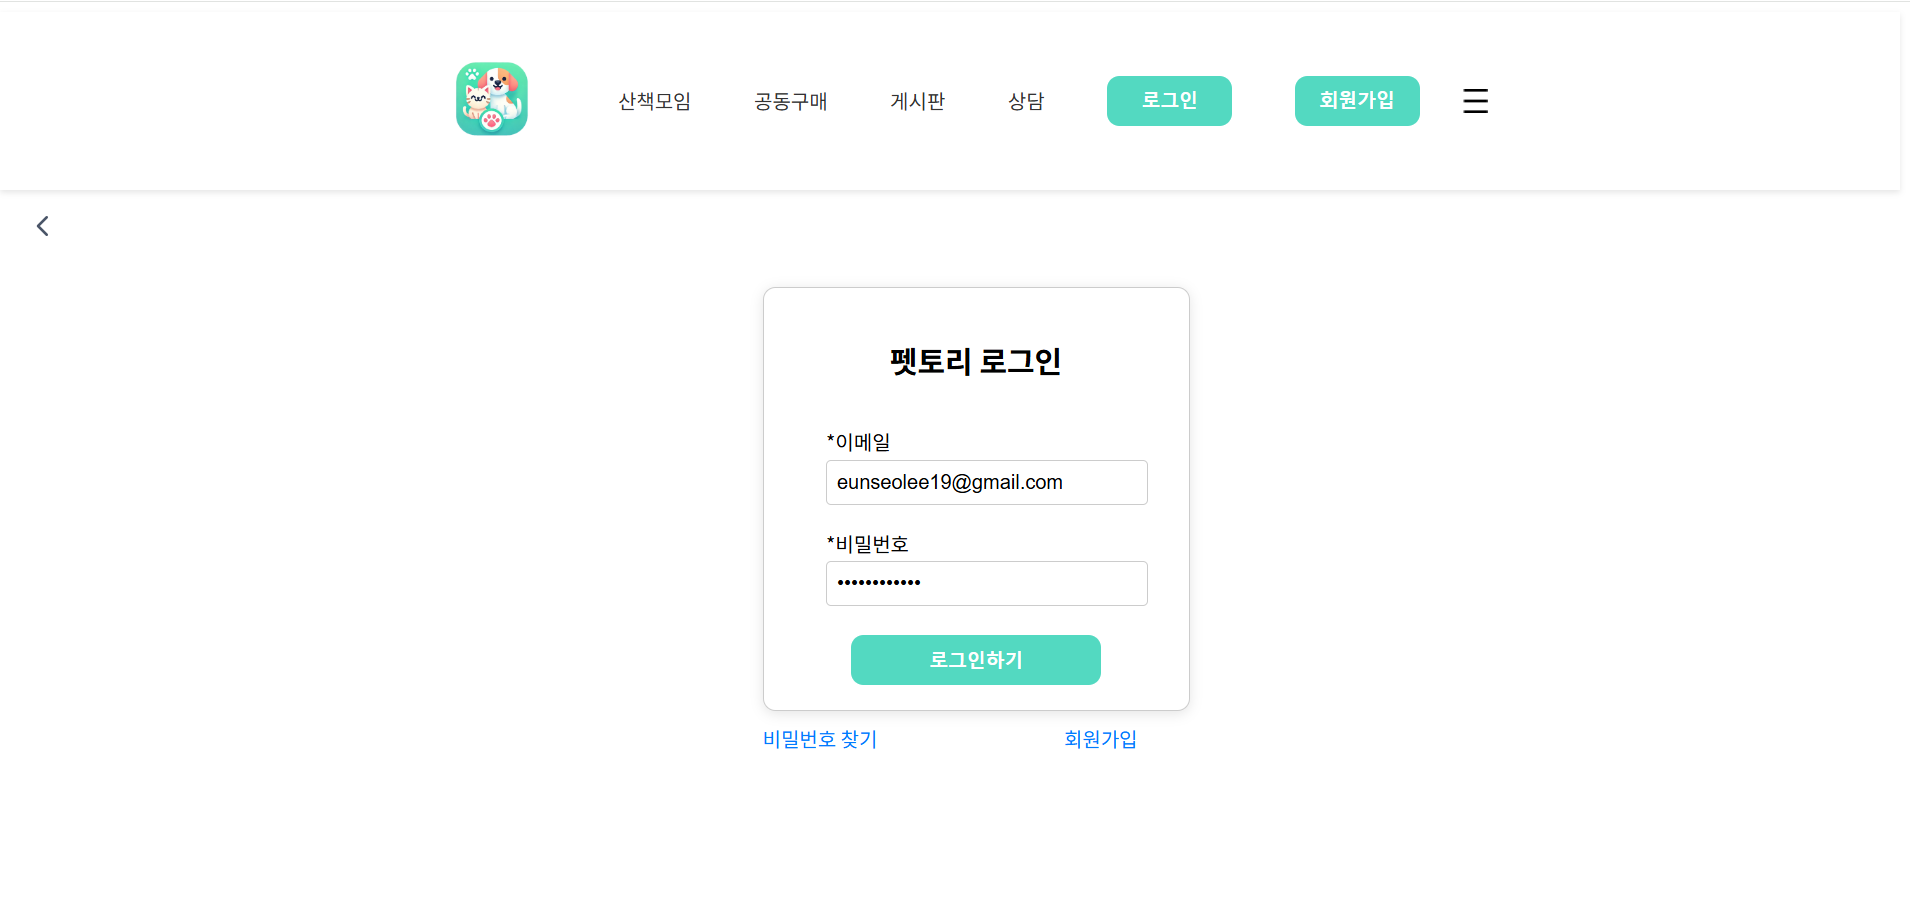 산책모임 공동구매 게시판 상담 로그인 회원가입
펫토리 로그인
*이메일
eunseolee19@gmail.com
*비밀번호
••••••••••••
로그인하기
비밀번호 찾기 회원가입